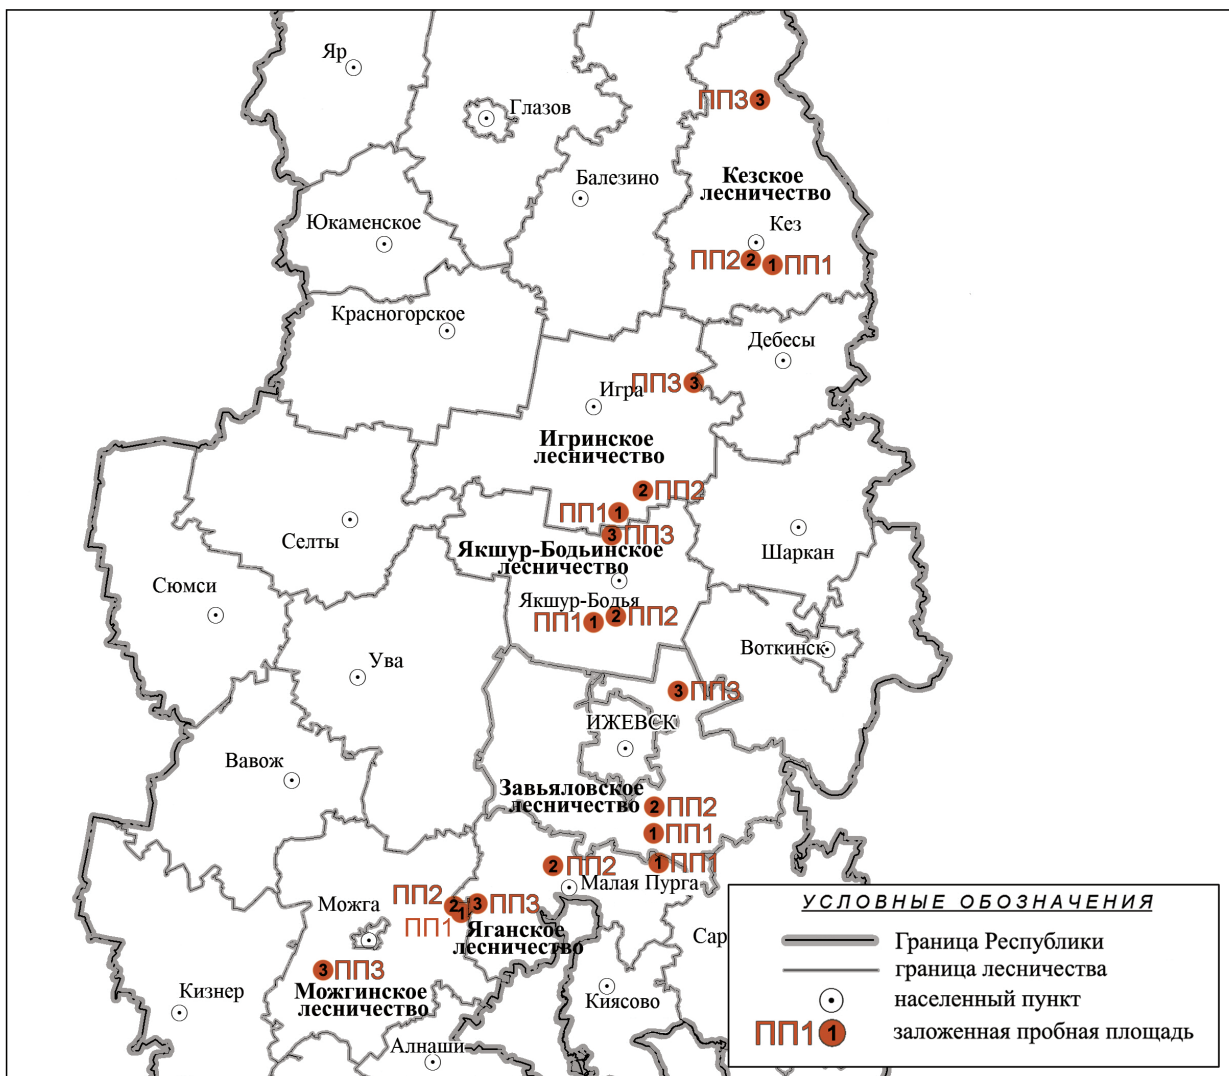 Яр
Глазов
ПП3 3
Балезино
Кезское
лесничество
Юкаменское
Кез
ПП2 2
1 ПП1
Красногорское
Дебесы
Игра
ПП3 3
Игринское
лесничество
2 ПП2
ПП1 1
3 ПП3
Селты
Шаркан
Якшур-Бодьинское
лесничество
Сюмси
Якшур-Бодья
ПП1 1
2 ПП2
Ува
Воткинск
3 ПП3
ИЖЕВСК
Вавож
Завьяловское
лесничество
2 ПП2
1 ПП1
1 ПП1
2 ПП2
Малая Пурга
ПП2 2
3 ПП3
Можга
ПП1 1
Яганское
лесничество
Сар
3 ПП3
Можгинское
лесничество
Кизнер
Киясово
Алнаши
УСЛОВНЫЕ ОБОЗНАЧЕНИЯ
Граница Республики
граница лесничества
населенный пункт
ПП1 1 заложенная пробная площадь